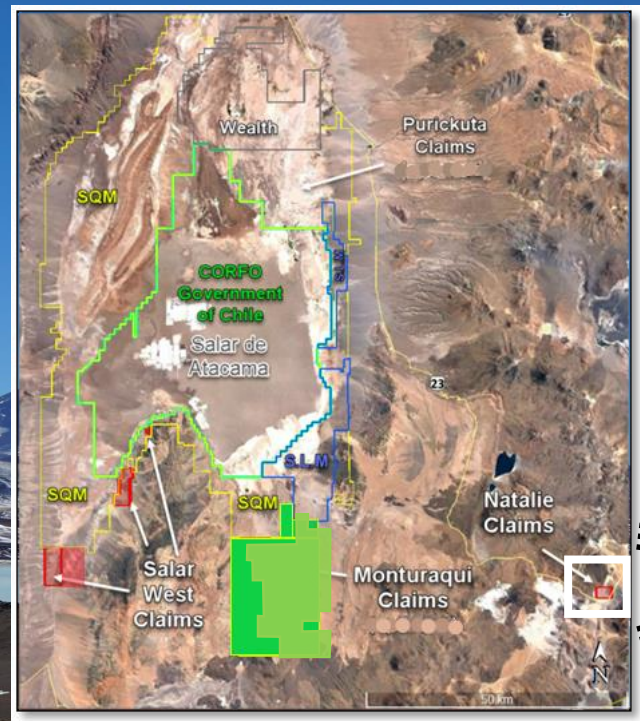 23
Wealth
Purickuta
Claims
SQM
S.L.M
CORFO
Government
of Chile
Salar de
Atacama
23
S.L.M
SQM
SQM
Natalie
Claims
Salar
West
Claims
Monturaqui
Claims
N
50 km